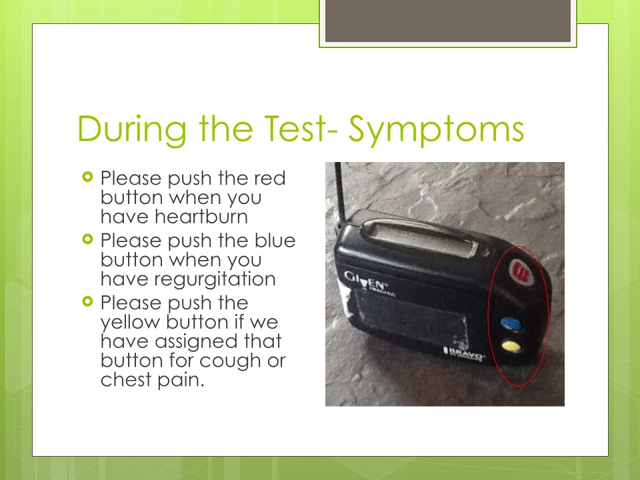 During the Test- Symptoms
Please push the red
button when you
have heartburn
Please push the blue
button when you
have regurgitation
Please push the
yellow button if we
have assigned that
button for cough or
chest pain.
GIVEN
IMAGING
BRAVO